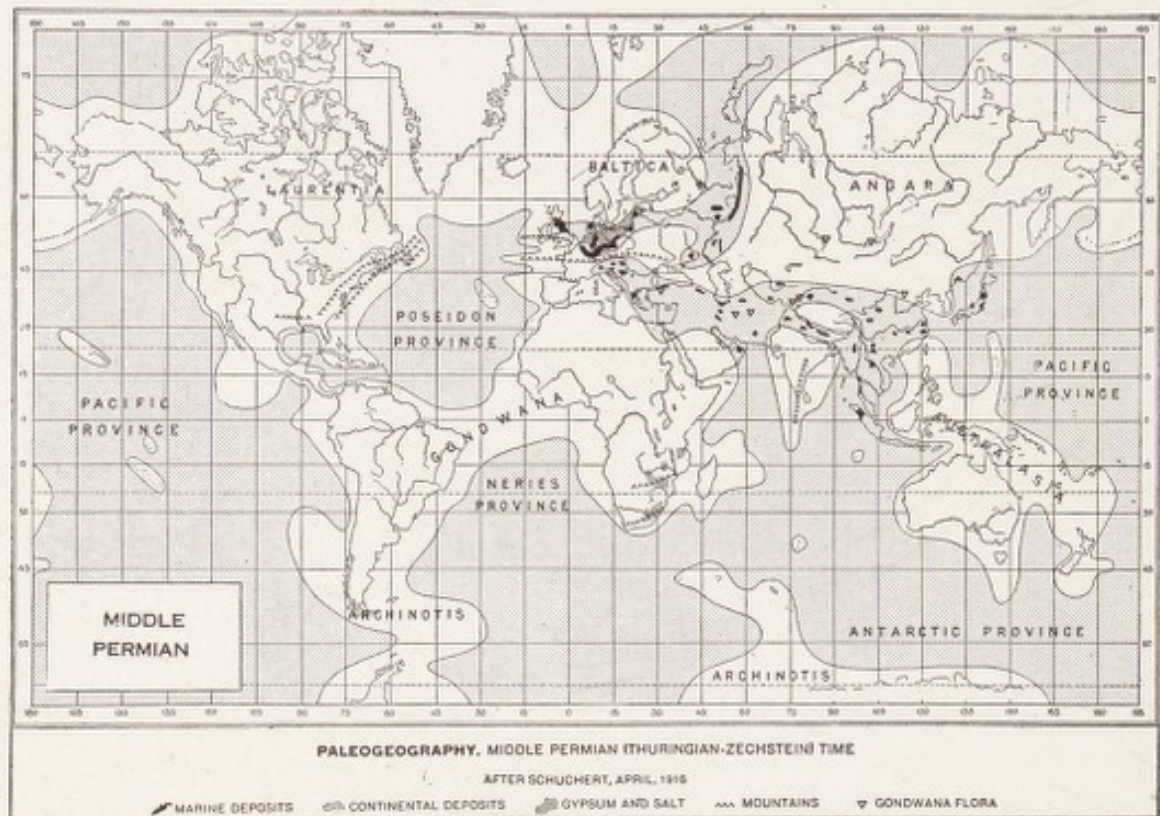 LAURENTIA
BALTICA
ANGARA
POSEIDON
PROVINCE
PACIFIC
PROVINCE
PACIFIC
PROVINCE
GONDWANA
AUSTRALASIA
NERIES
PROVINCE
ARCHINOTIS
ANTARCTIC PROVINCE
ARCHINOTIS
MIDDLE
PERMIAN
PALEOGEOGRAPHY. MIDDLE PERMIAN (THURINGIAN-ZECHSTEIN) TIME
AFTER SCHUCHERT, APRIL, 1916
MARINE DEPOSITS CONTINENTAL DEPOSITS GYPSUM AND SALT MOUNTAINS GONDWANA FLORA